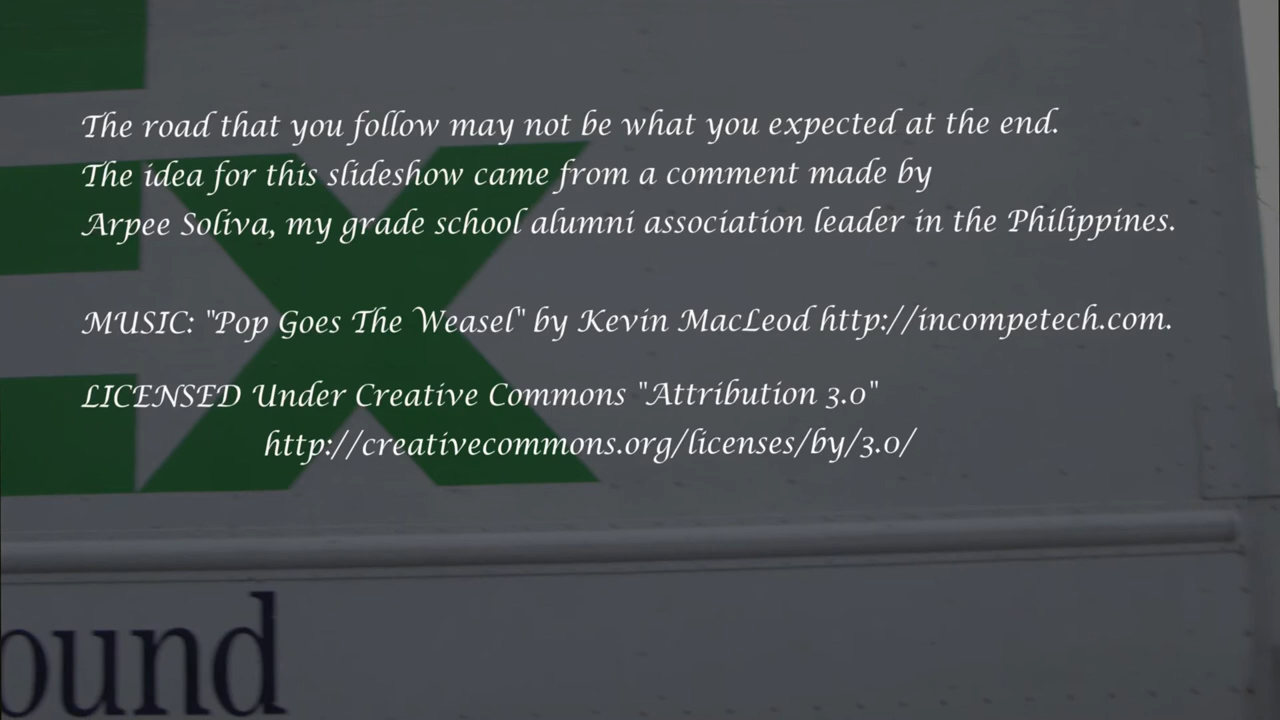 The road that you follow may not be what you expected at the end.
The idea for this slideshow came from a comment made by
Arpee Soliva, my grade school alumni association leader in the Philippines.
MUSIC: "Pop Goes The Weasel" by Kevin MacLeod http://incompetech.com.
LICENSED Under Creative Commons "Attribution 3.0"
http://creativecommons.org/licenses/by/3.0/
EX
ound